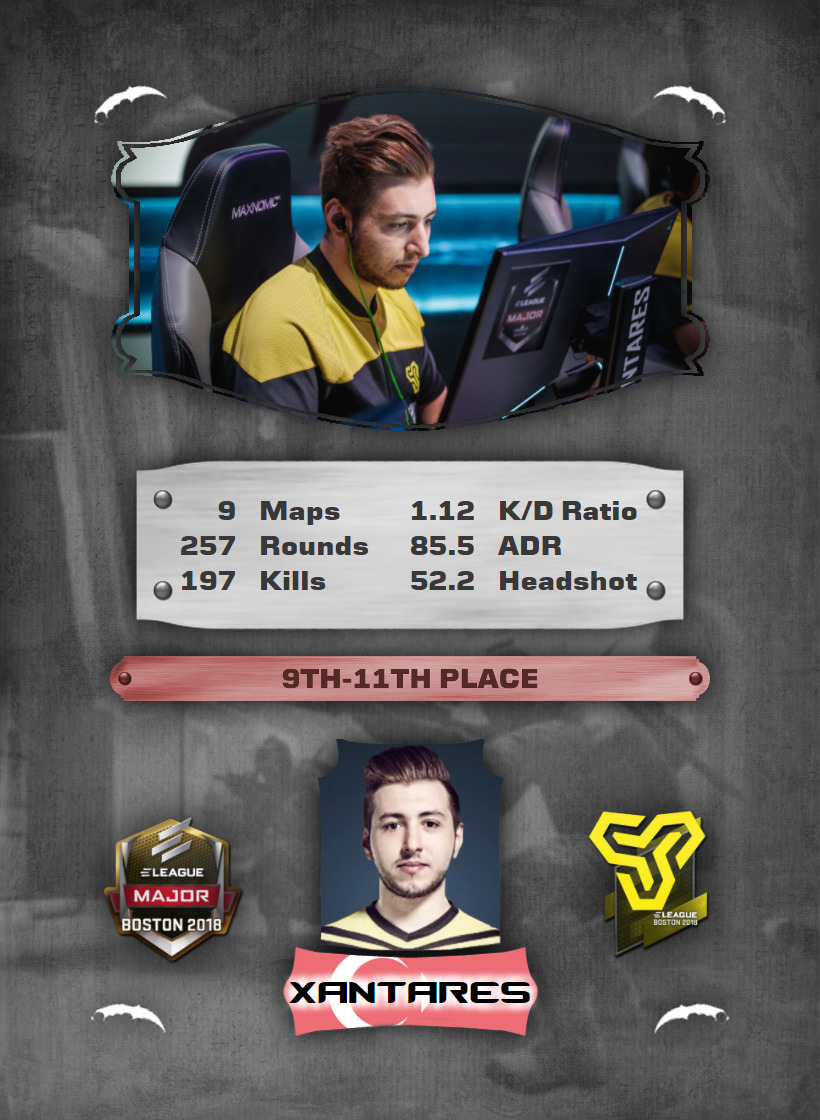 MAXNOMIC
ELEAGUE
MAJOR
NTARES
9 Maps 1.12 K/D Ratio
257 Rounds 85.5 ADR
197 Kills 52.2 Headshot
9TH-11TH PLACE
ELEAGUE
MAJOR
BOSTON 2018
ELEAGUE
BOSTON 2018
XANTARES